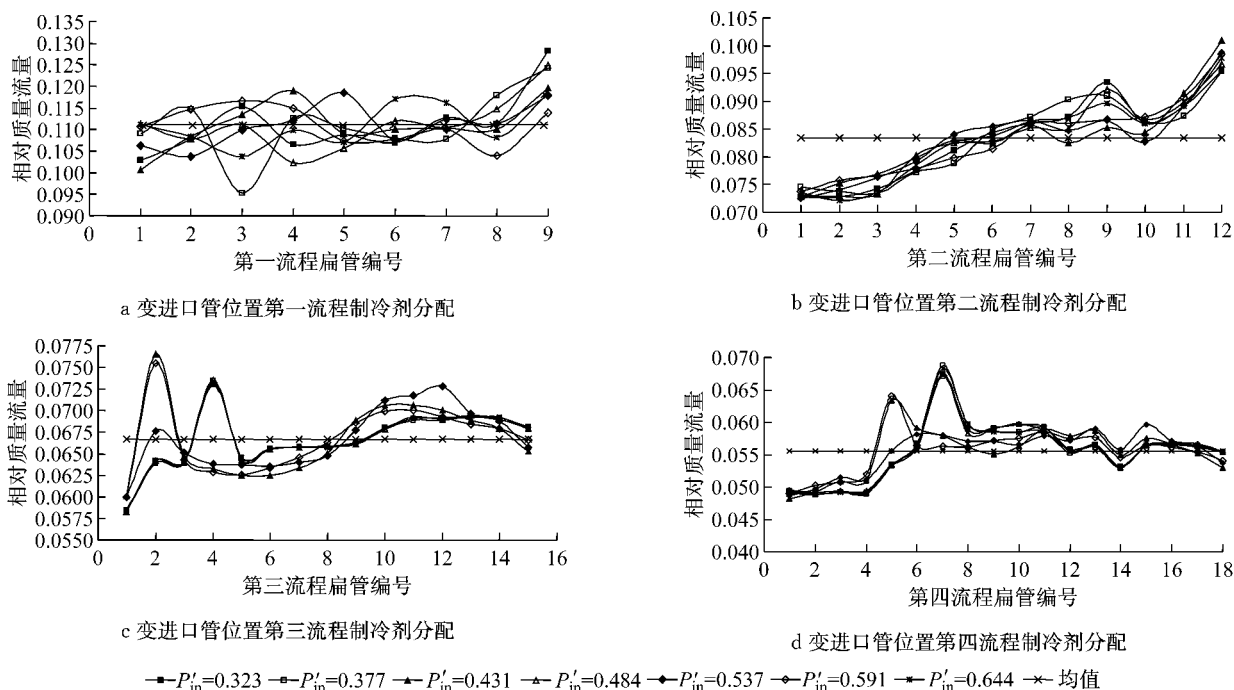 相对质量流量
0.135
0.130
0.125
0.120
0.115
0.110
0.105
0.100
0.095
0.090
0 1 2 3 4 5 6 7 8 9
第一流程扁管编号
a 变进口管位置第一流程制冷剂分配
相对质量流量
0.105
0.100
0.095
0.090
0.085
0.080
0.075
0.070
0 1 2 3 4 5 6 7 8 9 10 11 12
第二流程扁管编号
b 变进口管位置第二流程制冷剂分配
相对质量流量
0.0775
0.0750
0.0725
0.0700
0.0675
0.0650
0.0625
0.0600
0.0575
0.0550
0 2 4 6 8 10 12 14 16
第三流程扁管编号
c 变进口管位置第三流程制冷剂分配
相对质量流量
0.070
0.065
0.060
0.055
0.050
0.045
0.040
0 2 4 6 8 10 12 14 16 18
第四流程扁管编号
d 变进口管位置第四流程制冷剂分配
P′in=0.323 P′in=0.377 P′in=0.431 P′in=0.484 P′in=0.537 P′in=0.591 P′in=0.644 均值